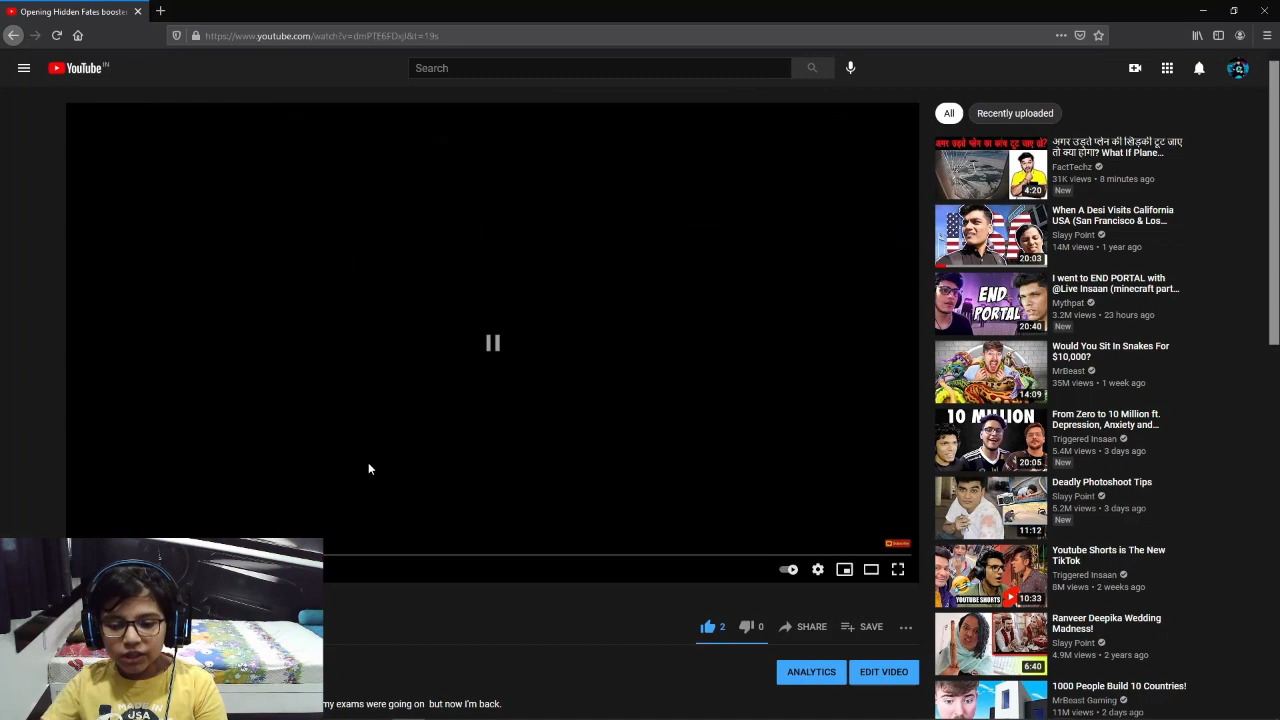 Opening Hidden Fates booster
https://www.youtube.com/watch?v=dmPTE6FDxjI&t=19s
YouTube IN
Search
All
Recently uploaded
अगर उड़ते प्लेन का कांच टूट जाए तो?
4:20
अगर उड़ते प्लेन की खिड़की टूट जाए
तो क्या होगा? What If Plane...
FactTechz
31K views • 8 minutes ago
New
20:03
When A Desi Visits California
USA (San Francisco & Los...
Slayy Point
14M views • 1 year ago
END
PORTAL
20:40
I went to END PORTAL with
@Live Insaan (minecraft part...
Mythpat
3.2M views • 23 hours ago
New
14:09
Would You Sit In Snakes For
$10,000?
MrBeast
35M views • 1 week ago
10 MILLION
20:05
From Zero to 10 Million ft.
Depression, Anxiety and...
Triggered Insaan
5.4M views • 3 days ago
New
11:12
Deadly Photoshoot Tips
Slayy Point
5.2M views • 3 days ago
New
YOUTUBE SHORTS
10:33
Youtube Shorts is The New
TikTok
Triggered Insaan
8M views • 2 weeks ago
6:40
Ranveer Deepika Wedding
Madness!
Slayy Point
4.9M views • 2 years ago
1000 People Build 10 Countries!
MrBeast Gaming
11M views • 2 days ago
Subscribe
2
0
SHARE
SAVE
ANALYTICS
EDIT VIDEO
my exams were going on but now I'm back.
MADE IN
USA